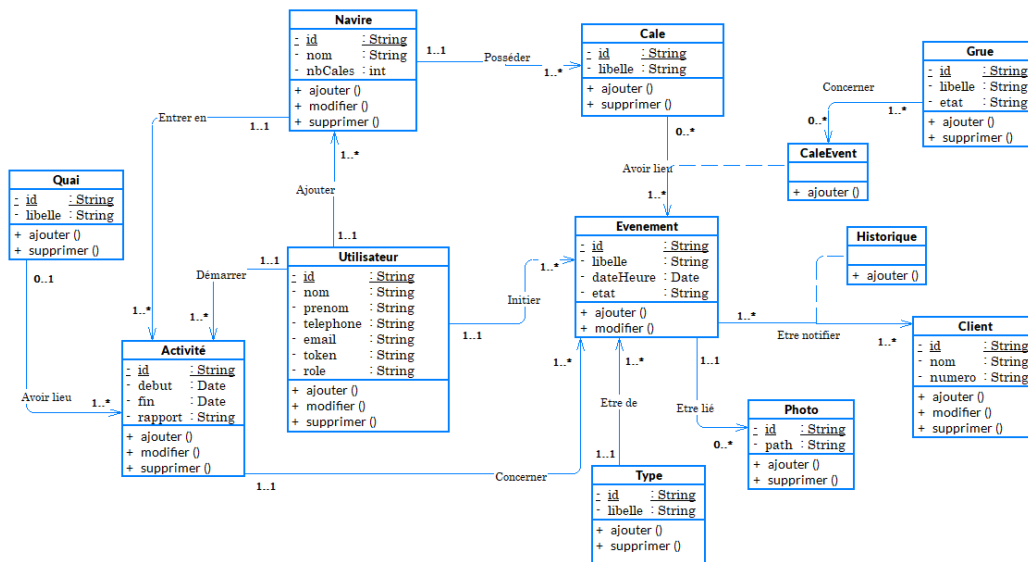 Navire
- id : String
- nom : String
- nbCales : int
+ ajouter ()
+ modifier ()
+ supprimer ()
1..*
1..1
Posséder
1..*
Cale
- id : String
- libelle : String
+ ajouter ()
+ supprimer ()
Grue
- id : String
- libelle : String
- etat : String
+ ajouter ()
+ supprimer ()
Concerner
1..*
0..*
CaleEvent
+ ajouter ()
Entrer en
1..1
1..*
0..*
Avoir lieu
1..*
Quai
- id : String
- libelle : String
+ ajouter ()
+ supprimer ()
0..1
Ajouter
1..*
1..1
Utilisateur
- id : String
- nom : String
- prenom : String
- telephone : String
- email : String
- token : String
- role : String
+ ajouter ()
+ modifier ()
+ supprimer ()
Démarrer
1..1
1..*
1..*
Initier
1..1
Evenement
- id : String
- libelle : String
- dateHeure : Date
- etat : String
+ ajouter ()
+ modifier ()
Historique
+ ajouter ()
1..*
Etre notifier
1..*
Client
- id : String
- nom : String
- numero : String
+ ajouter ()
+ modifier ()
+ supprimer ()
Activité
- id : String
- debut : Date
- fin : Date
- rapport : String
+ ajouter ()
+ modifier ()
+ supprimer ()
Avoir lieu
1..*
1..1
Concerner
1..*
1..*
Etre de
1..1
1..1
Etre lié
0..*
Photo
- id : String
- path : String
+ ajouter ()
+ supprimer ()
Type
- id : String
- libelle : String
+ ajouter ()
+ supprimer ()